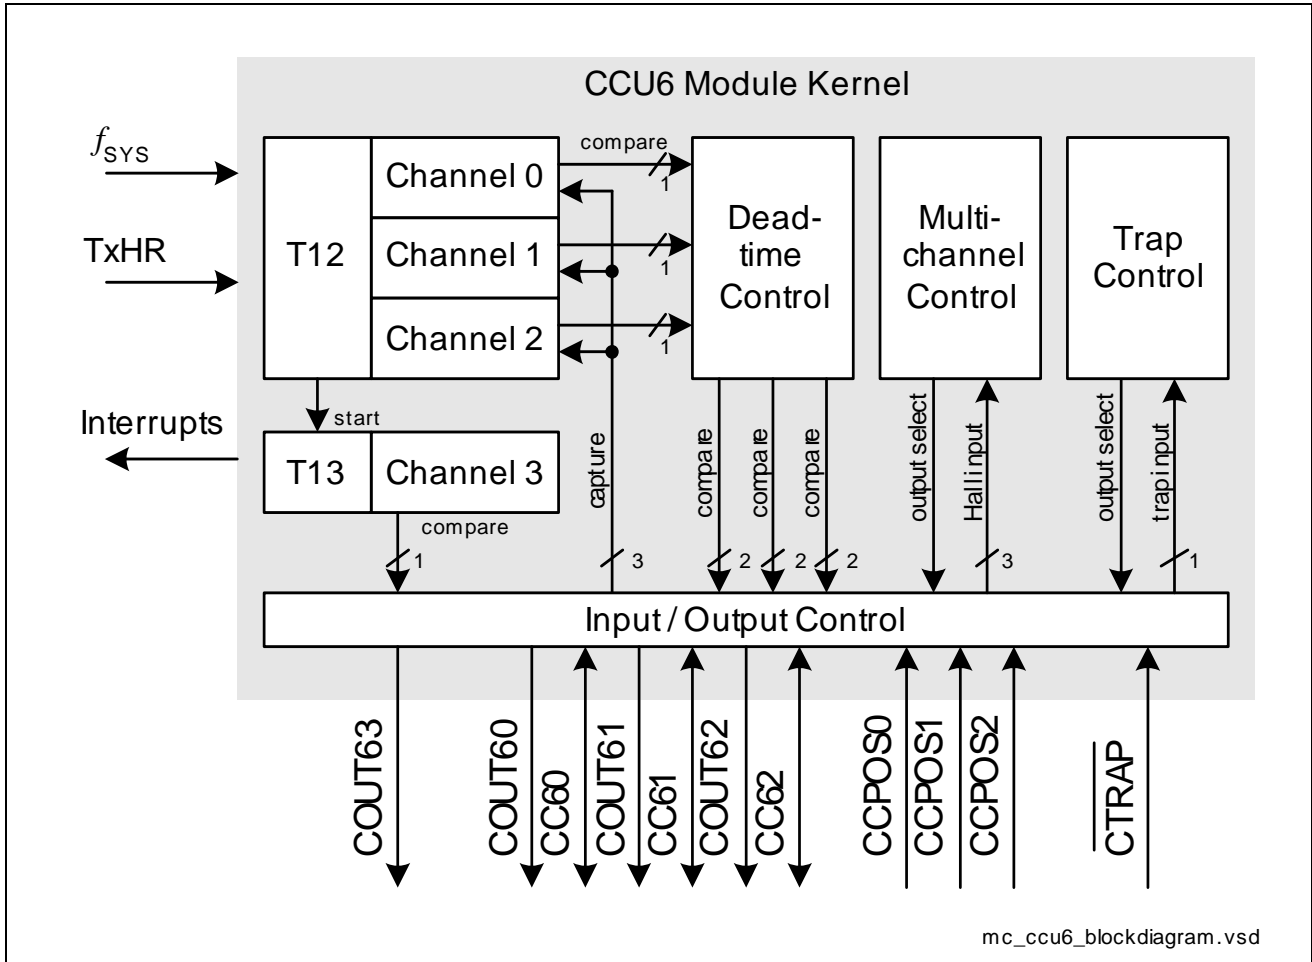 CCU6 Module Kernel
f SYS
TxHR
Interrupts
T12
Channel 0
Channel 1
Channel 2
compare
1
1
1
Dead-
time
Control
Multi-
channel
Control
Trap
Control
start
T13
Channel 3
compare
1
capture
3
compare
2
compare
2
compare
2
output select
Hall input
3
output select
trap input
1
Input / Output Control
COUT63
COUT60
CC60
COUT61
CC61
COUT62
CC62
CCPOS0
CCPOS1
CCPOS2
CTRAP
mc_ccu6_blockdiagram.vsd